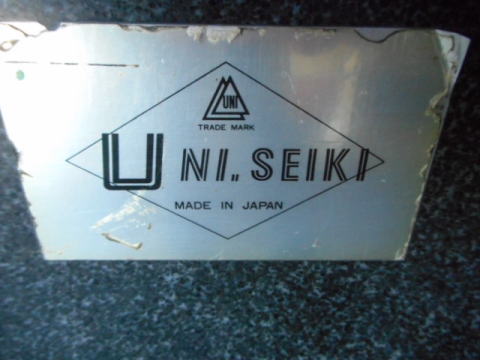 UNI
TRADE MARK
UNI. SEIKI
MADE IN JAPAN